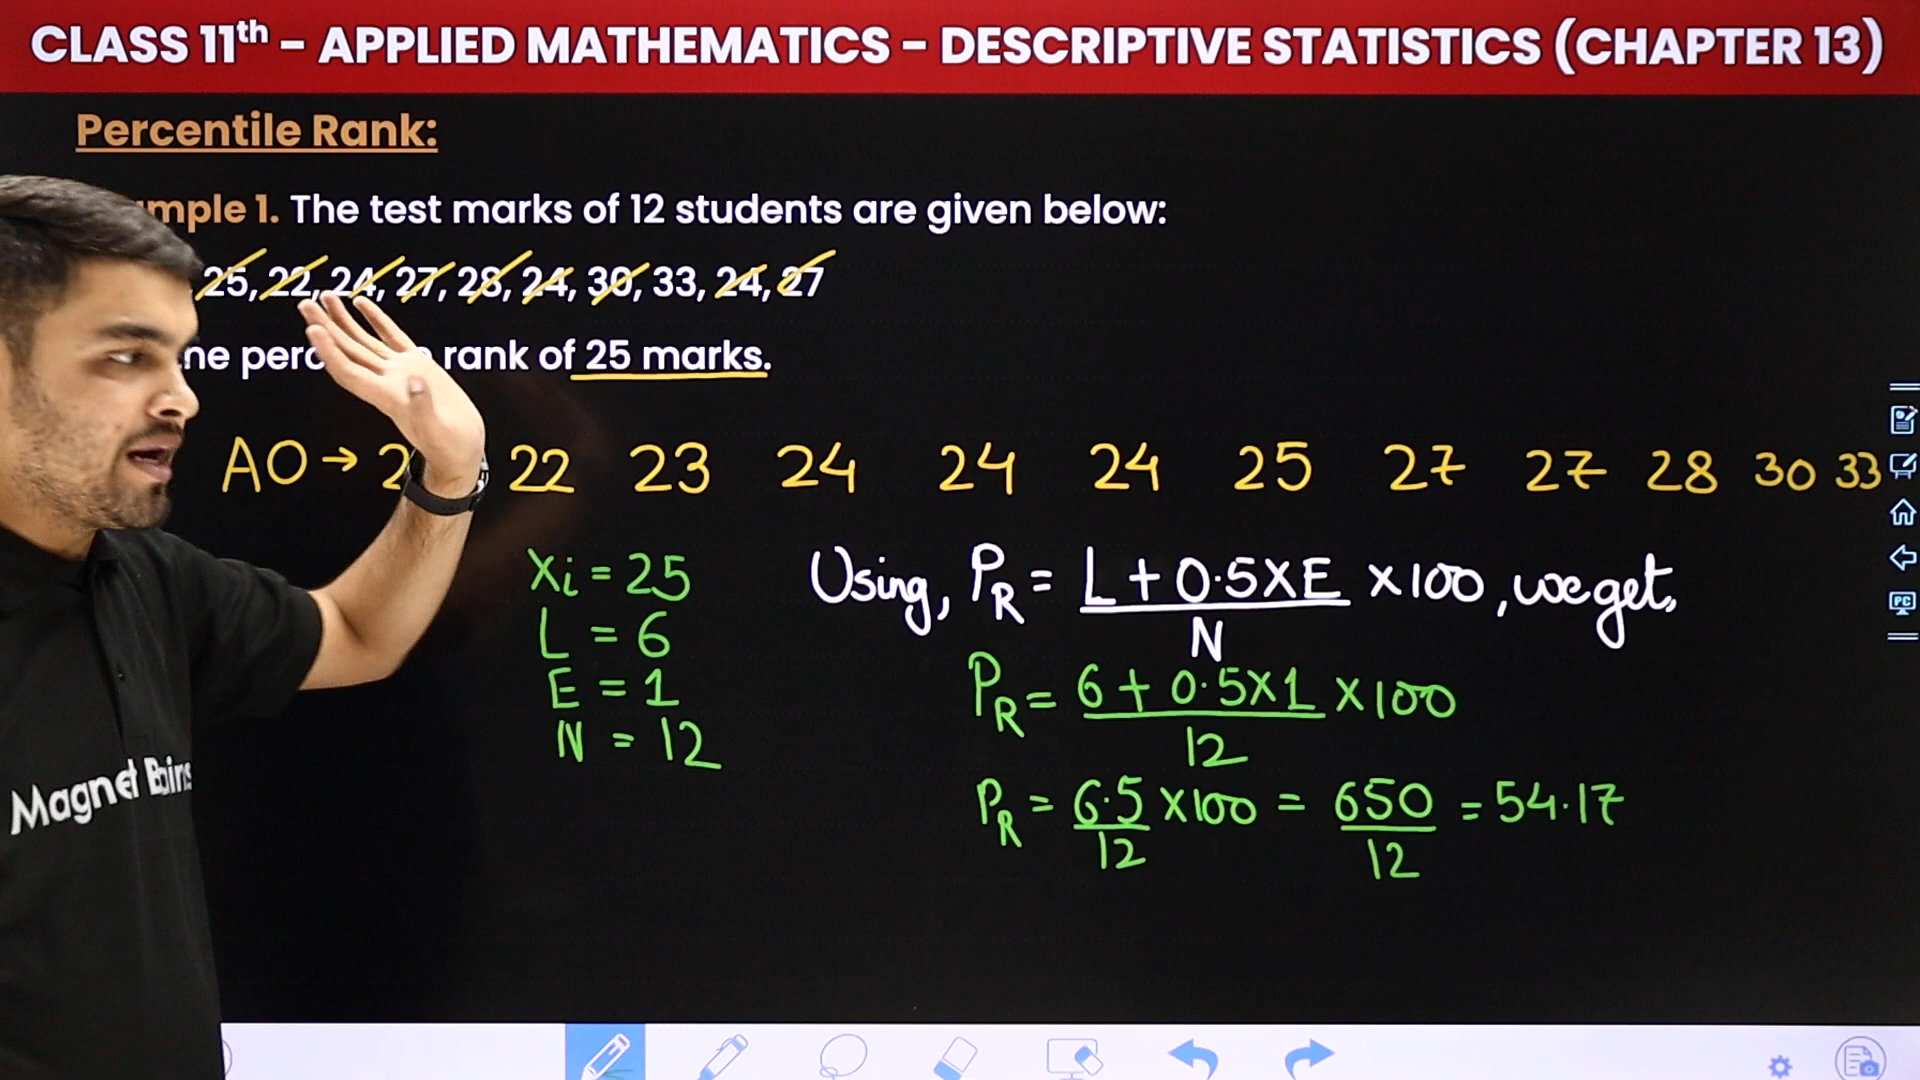 CLASS 11th - APPLIED MATHEMATICS - DESCRIPTIVE STATISTICS (CHAPTER 13)
Percentile Rank:
mple 1. The test marks of 12 students are given below:
25, 22, 24, 27, 28, 24, 30, 33, 24, 27
rank of 25 marks.
AO → 22 23 24 24 24 25 27 27 28 30 33
Xi = 25
L = 6
E = 1
N = 12
Using, PR = L + 0.5XE / N X100, we get,
PR = 6 + 0.5X1 / 12 X100
PR = 6.5 / 12 X100 = 650 / 12 = 54.17
Magnet Brains
PC